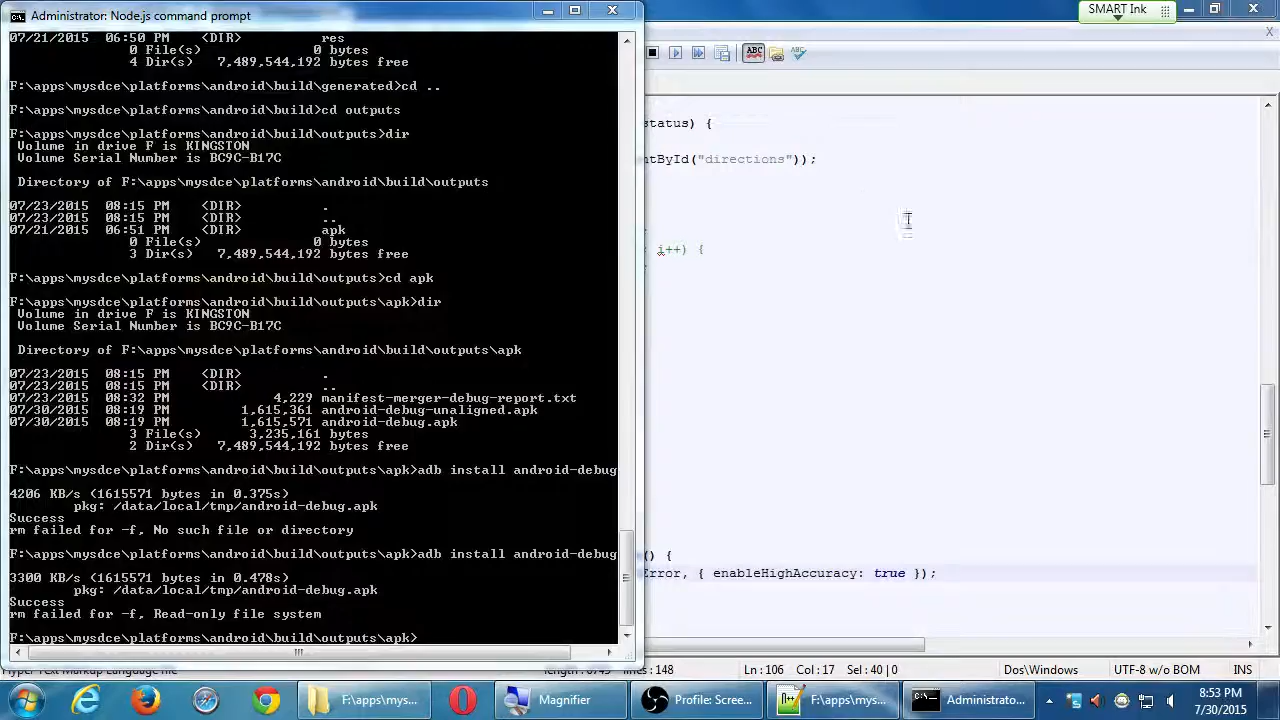 Administrator: Node.js command prompt
SMART Ink
07/21/2015 06:50 PM <DIR> res
0 File(s) 0 bytes
4 Dir(s) 7,489,544,192 bytes free
F:\apps\mysdce\platforms\android\build\generated>cd ..
F:\apps\mysdce\platforms\android\build>cd outputs
F:\apps\mysdce\platforms\android\build\outputs>dir
Volume in drive F is KINGSTON
Volume Serial Number is BC9C-B17C
Directory of F:\apps\mysdce\platforms\android\build\outputs
07/23/2015 08:15 PM <DIR> .
07/23/2015 08:15 PM <DIR> ..
07/21/2015 06:51 PM <DIR> apk
0 File(s) 0 bytes
3 Dir(s) 7,489,544,192 bytes free
F:\apps\mysdce\platforms\android\build\outputs>cd apk
F:\apps\mysdce\platforms\android\build\outputs\apk>dir
Volume in drive F is KINGSTON
Volume Serial Number is BC9C-B17C
Directory of F:\apps\mysdce\platforms\android\build\outputs\apk
07/23/2015 08:15 PM <DIR> .
07/23/2015 08:15 PM <DIR> ..
07/23/2015 08:32 PM 4,229 manifest-merger-debug-report.txt
07/30/2015 08:19 PM 1,615,361 android-debug-unaligned.apk
07/30/2015 08:19 PM 1,615,571 android-debug.apk
3 File(s) 3,235,161 bytes
2 Dir(s) 7,489,544,192 bytes free
F:\apps\mysdce\platforms\android\build\outputs\apk>adb install android-debug
4206 KB/s (1615571 bytes in 0.375s)
pkg: /data/local/tmp/android-debug.apk
Success
rm failed for -f, No such file or directory
F:\apps\mysdce\platforms\android\build\outputs\apk>adb install android-debug
3300 KB/s (1615571 bytes in 0.478s)
pkg: /data/local/tmp/android-debug.apk
Success
rm failed for -f, Read-only file system
F:\apps\mysdce\platforms\android\build\outputs\apk>
ABC
ABC
status) {
ntById("directions"));
i++) {
() {
Error, { enableHighAccuracy: true });
lines:148
Ln:106 Col:17 Sel:40|0
Dos\Windows
UTF-8 w/o BOM
INS
F:\apps\mys...
Magnifier
Profile: Scree...
F:\apps\mys...
Administrato...
8:53 PM
7/30/2015